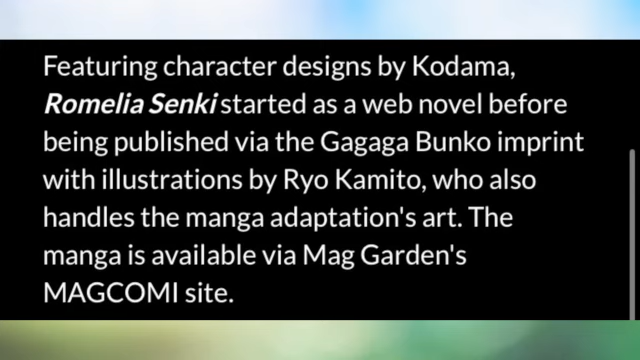 Featuring character designs by Kodama,
Romelia Senki started as a web novel before
being published via the Gagaga Bunko imprint
with illustrations by Ryo Kamito, who also
handles the manga adaptation's art. The
manga is available via Mag Garden's
MAGCOMI site.